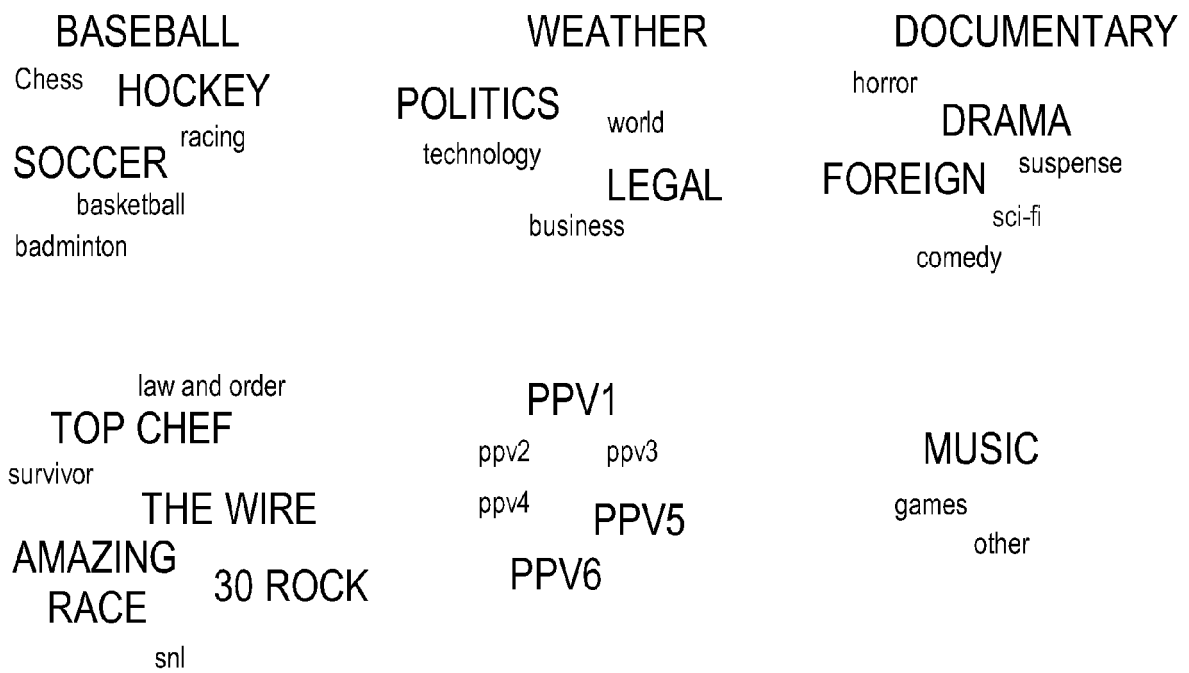 BASEBALL
Chess
HOCKEY
racing
SOCCER
basketball
badminton
WEATHER
POLITICS
world
technology
LEGAL
business
DOCUMENTARY
horror
DRAMA
suspense
FOREIGN
sci-fi
comedy
law and order
TOP CHEF
survivor
THE WIRE
AMAZING
RACE
30 ROCK
snl
PPV1
ppv2
ppv3
ppv4
PPV5
PPV6
MUSIC
games
other